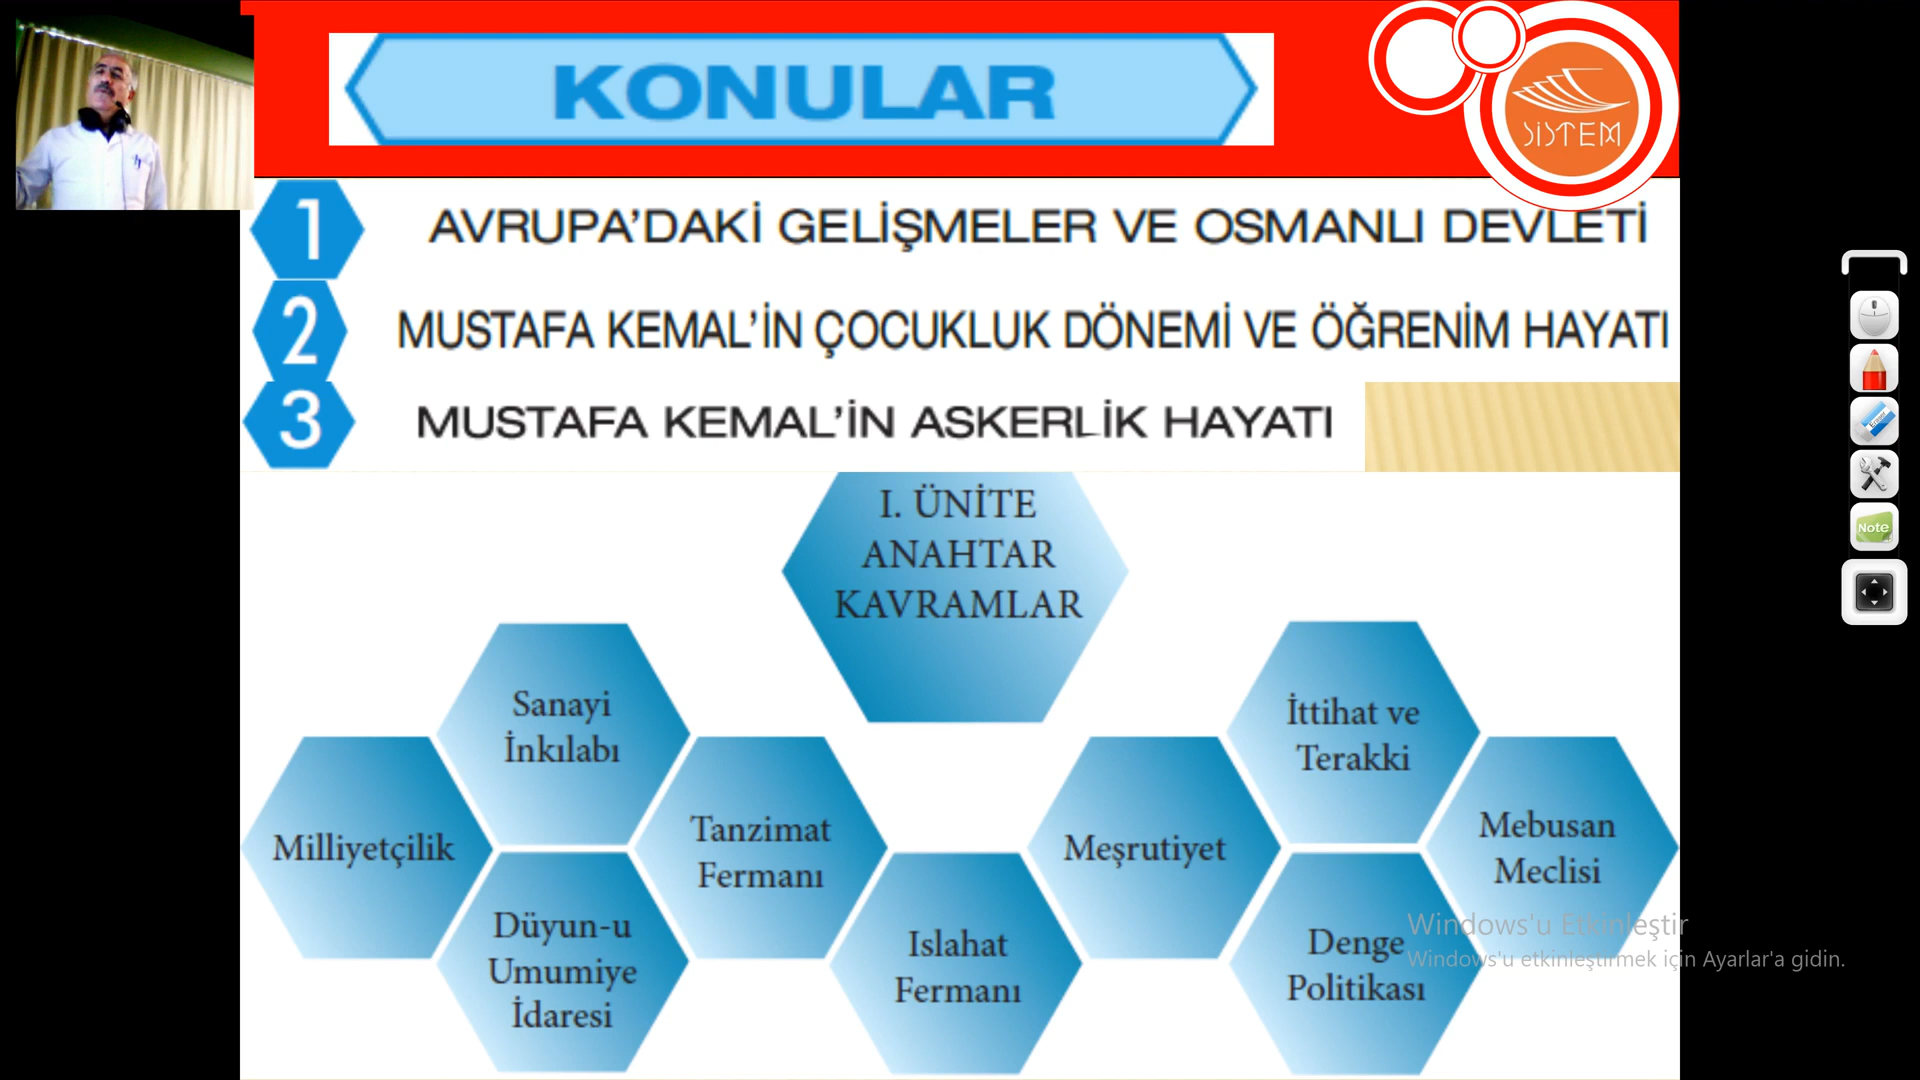 KONULAR
SİSTEM
1 AVRUPA’DAKİ GELİŞMELER VE OSMANLI DEVLETİ
2 MUSTAFA KEMAL’İN ÇOCUKLUK DÖNEMİ VE ÖĞRENİM HAYATI
3 MUSTAFA KEMAL’İN ASKERLİK HAYATI
I. ÜNİTE
ANAHTAR
KAVRAMLAR
Milliyetçilik
Sanayi
İnkılabı
Düyun-u
Umumiye
İdaresi
Tanzimat
Fermanı
Islahat
Fermanı
Meşrutiyet
İttihat ve
Terakki
Denge
Politikası
Mebusan
Meclisi
Note
Windows'u Etkinleştir
Windows'u etkinleştirmek için Ayarlar'a gidin.